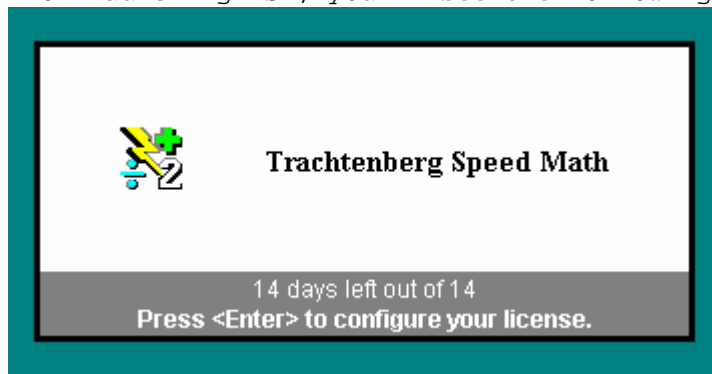 Trachtenberg Speed Math
14 days left out of 14
Press <Enter> to configure your license.